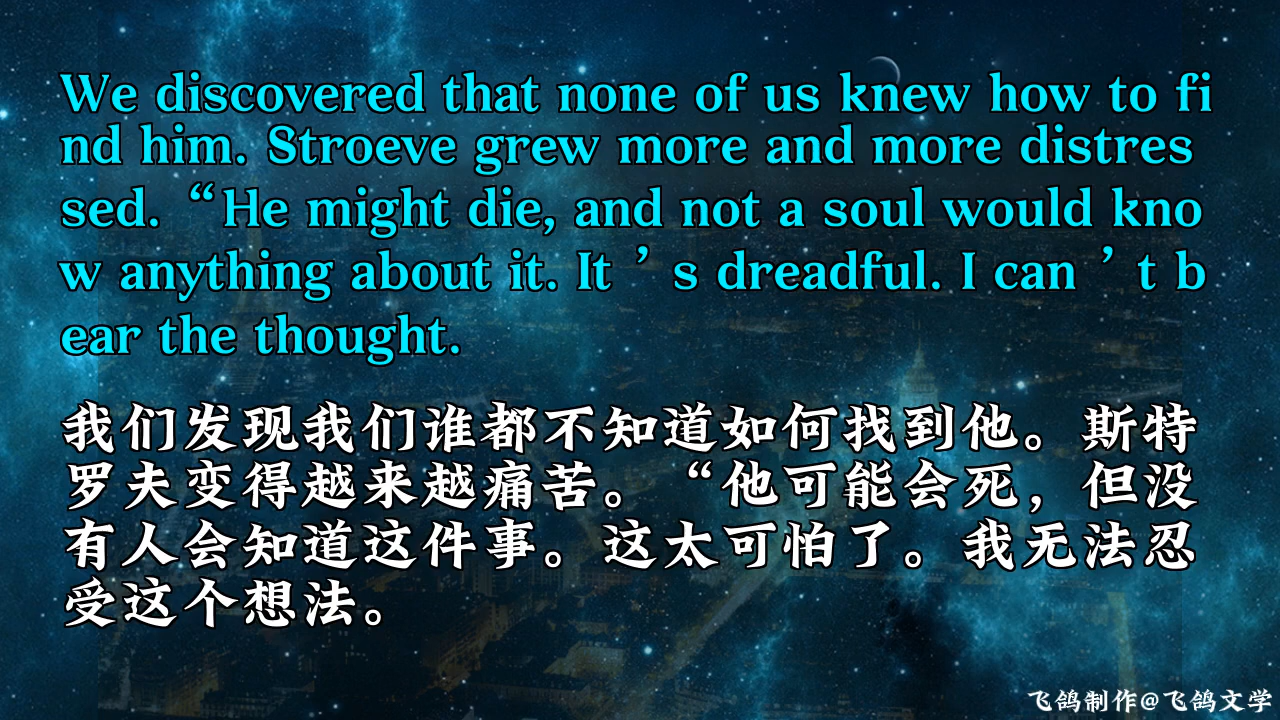 We discovered that none of us knew how to fi
nd him. Stroeve grew more and more distres
sed. “He might die, and not a soul would kno
w anything about it. It ’ s dreadful. I can ’ t b
ear the thought.
我们发现我们谁都不知道如何找到他。斯特
罗夫变得越来越痛苦。“他可能会死，但没
有人会知道这件事。这太可怕了。我无法忍
受这个想法。
飞鸽制作@飞鸽文学